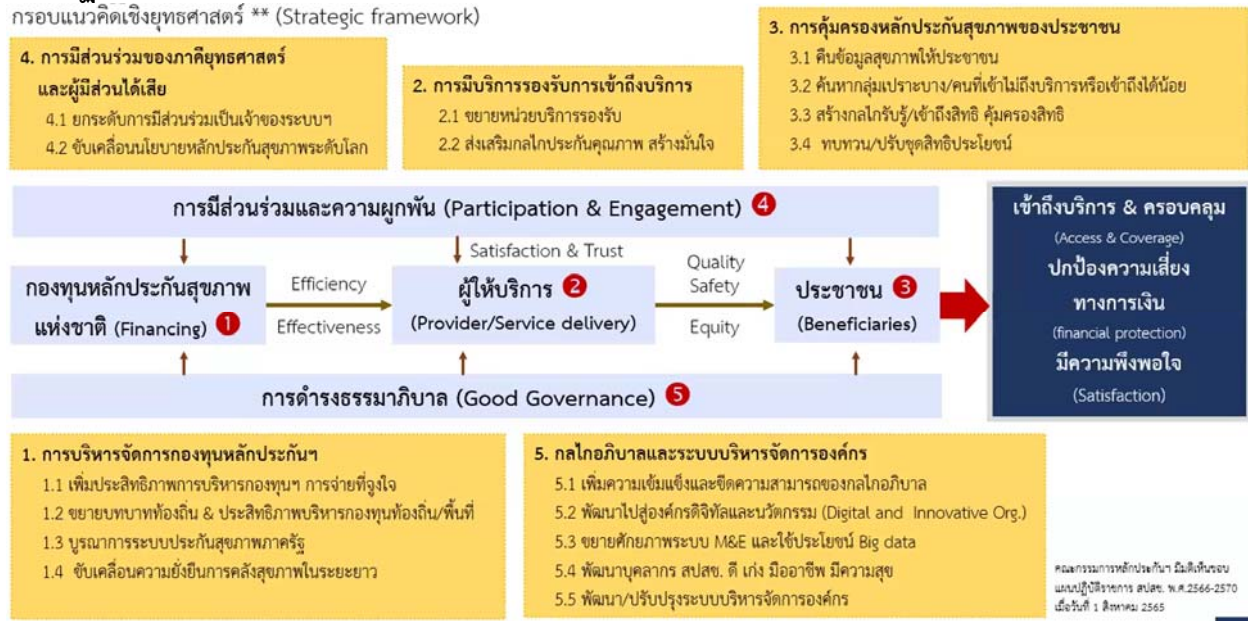 กรอบแนวคิดเชิงยุทธศาสตร์ ** (Strategic framework)
4. การมีส่วนร่วมของภาคียุทธศาสตร์
และผู้มีส่วนได้เสีย
4.1 ยกระดับการมีส่วนร่วมเป็นเจ้าของระบบฯ
4.2 ขับเคลื่อนนโยบายหลักประกันสุขภาพระดับโลก
2. การมีบริการรองรับการเข้าถึงบริการ
2.1 ขยายหน่วยบริการรองรับ
2.2 ส่งเสริมกลไกประกันคุณภาพ สร้างมั่นใจ
3. การคุ้มครองหลักประกันสุขภาพของประชาชน
3.1 คืนข้อมูลสุขภาพให้ประชาชน
3.2 ค้นหากลุ่มเปราะบาง/คนที่เข้าไม่ถึงบริการหรือเข้าถึงได้น้อย
3.3 สร้างกลไกรับรู้/เข้าถึงสิทธิ คุ้มครองสิทธิ
3.4 ทบทวน/ปรับชุดสิทธิประโยชน์
การมีส่วนร่วมและความผูกพัน (Participation & Engagement) 4
Satisfaction & Trust
กองทุนหลักประกันสุขภาพ
แห่งชาติ (Financing) 1
Efficiency
Effectiveness
ผู้ให้บริการ 2
(Provider/Service delivery)
Quality
Safety
Equity
ประชาชน 3
(Beneficiaries)
เข้าถึงบริการ & ครอบคลุม
(Access & Coverage)
ปกป้องความเสี่ยง
ทางการเงิน
(financial protection)
มีความพึงพอใจ
(Satisfaction)
การดำรงธรรมาภิบาล (Good Governance) 5
1. การบริหารจัดการกองทุนหลักประกันฯ
1.1 เพิ่มประสิทธิภาพการบริหารกองทุนฯ การจ่ายที่จูงใจ
1.2 ขยายบทบาทท้องถิ่น & ประสิทธิภาพบริหารกองทุนท้องถิ่น/พื้นที่
1.3 บูรณาการระบบประกันสุขภาพภาครัฐ
1.4 ขับเคลื่อนความยั่งยืนการคลังสุขภาพในระยะยาว
5. กลไกอภิบาลและระบบบริหารจัดการองค์กร
5.1 เพิ่มความเข้มแข็งและขีดความสามารถของกลไกอภิบาล
5.2 พัฒนาไปสู่องค์กรดิจิทัลและนวัตกรรม (Digital and Innovative Org.)
5.3 ขยายศักยภาพระบบ M&E และใช้ประโยชน์ Big data
5.4 พัฒนาบุคลากร สปสช. ดี เก่ง มืออาชีพ มีความสุข
5.5 พัฒนา/ปรับปรุงระบบบริหารจัดการองค์กร
คณะกรรมการหลักประกันฯ มีมติเห็นชอบ
แผนปฏิบัติราชการ สปสช. พ.ศ.2566-2570
เมื่อวันที่ 1 สิงหาคม 2565